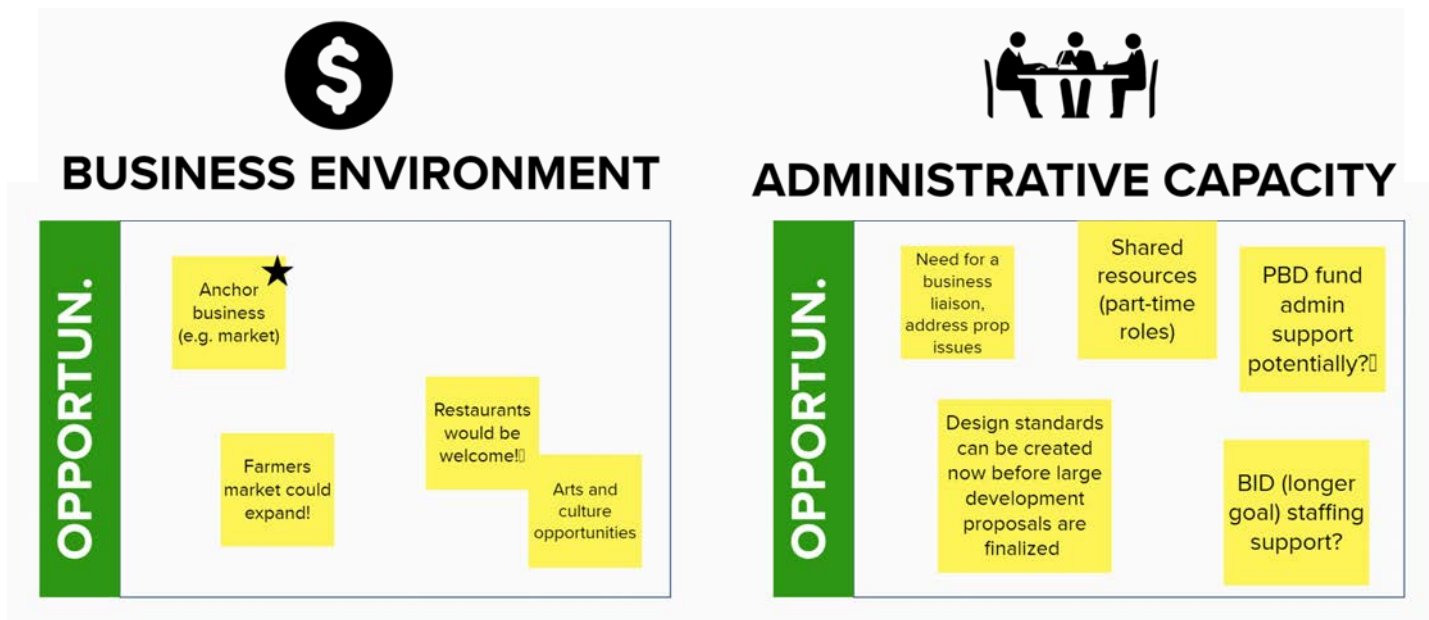 $
BUSINESS ENVIRONMENT
OPPORTUN.
Anchor
business
(e.g. market)
Restaurants
would be
welcome!▯
Farmers
market could
expand!
Arts and
culture
opportunities
ADMINISTRATIVE CAPACITY
OPPORTUN.
Need for a
business
liaison,
address prop
issues
Shared
resources
(part-time
roles)
PBD fund
admin
support
potentially?▯
Design standards
can be created
now before large
development
proposals are
finalized
BID (longer
goal) staffing
support?